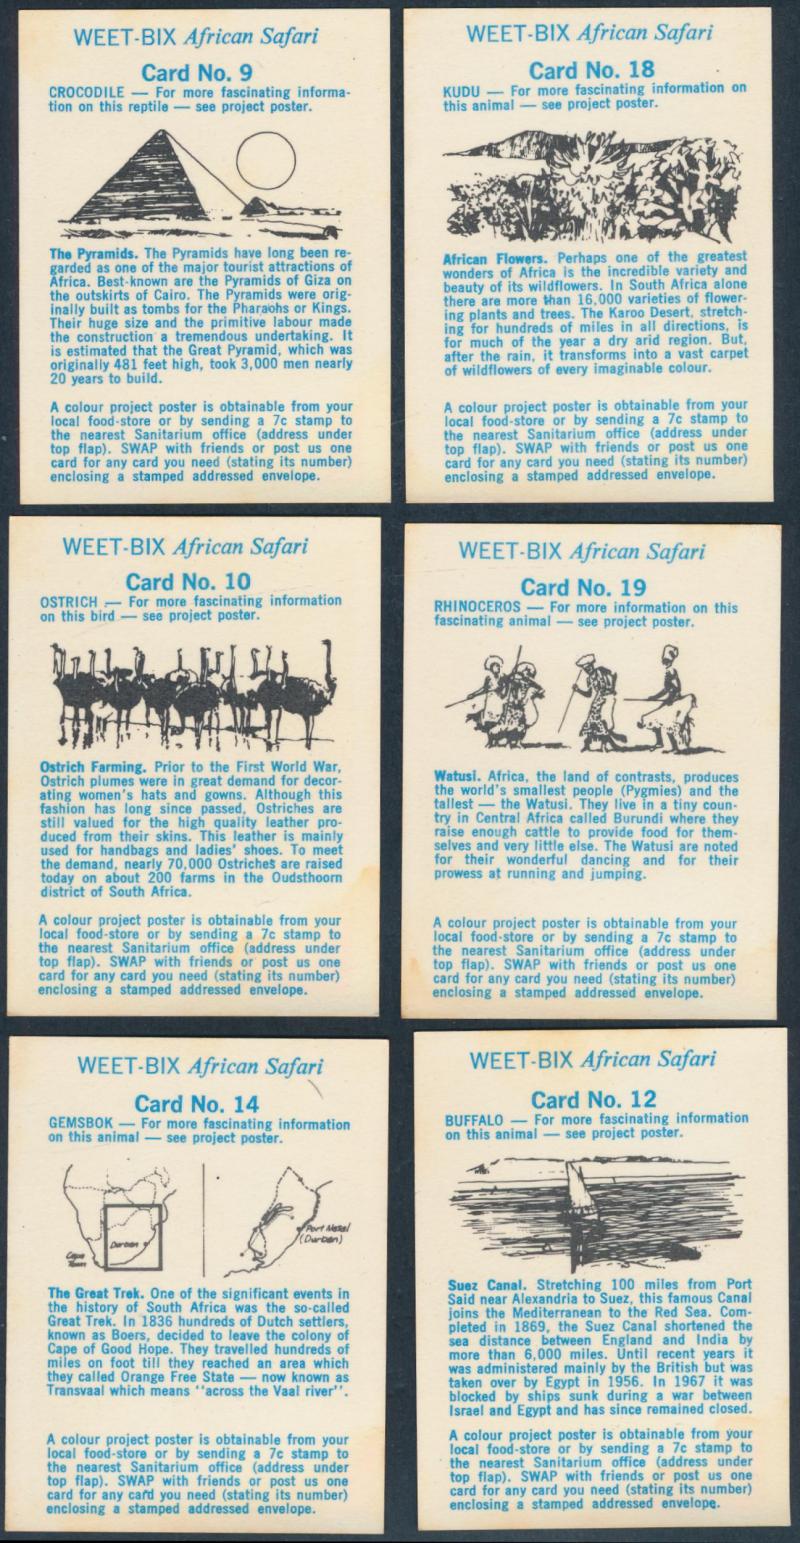 WEET-BIX African Safari
Card No. 9
CROCODILE — For more fascinating informa-
tion on this reptile — see project poster.
The Pyramids. The Pyramids have long been re-
garded as one of the major tourist attractions of
Africa. Best-known are the Pyramids of Giza on
the outskirts of Cairo. The Pyramids were orig-
inally built as tombs for the Pharaohs or Kings.
Their huge size and the primitive labour made
the construction a tremendous undertaking. It
is estimated that the Great Pyramid, which was
originally 481 feet high, took 3,000 men nearly
20 years to build.
A colour project poster is obtainable from your
local food-store or by sending a 7c stamp to
the nearest Sanitarium office (address under
top flap). SWAP with friends or post us one
card for any card you need (stating its number)
enclosing a stamped addressed envelope.
WEET-BIX African Safari
Card No. 18
KUDU — For more fascinating information on
this animal — see project poster.
African Flowers. Perhaps one of the greatest
wonders of Africa is the incredible variety and
beauty of its wildflowers. In South Africa alone
there are more than 16,000 varieties of flower-
ing plants and trees. The Karoo Desert, stretch-
ing for hundreds of miles in all directions, is
for much of the year a dry arid region. But,
after the rain, it transforms into a vast carpet
of wildflowers of every imaginable colour.
A colour project poster is obtainable from your
local food-store or by sending a 7c stamp to
the nearest Sanitarium office (address under
top flap). SWAP with friends or post us one
card for any card you need (stating its number)
enclosing a stamped addressed envelope.
WEET-BIX African Safari
Card No. 10
OSTRICH — For more fascinating information
on this bird — see project poster.
Ostrich Farming. Prior to the First World War,
Ostrich plumes were in great demand for decor-
ating women's hats and gowns. Although this
fashion has long since passed, Ostriches are
still valued for the high quality leather pro-
duced from their skins. This leather is mainly
used for handbags and ladies' shoes. To meet
the demand, nearly 70,000 Ostriches are raised
today on about 200 farms in the Oudsthoorn
district of South Africa.
A colour project poster is obtainable from your
local food-store or by sending a 7c stamp to
the nearest Sanitarium office (address under
top flap). SWAP with friends or post us one
card for any card you need (stating its number)
enclosing a stamped addressed envelope.
WEET-BIX African Safari
Card No. 19
RHINOCEROS — For more information on this
fascinating animal — see project poster.
Watusi. Africa, the land of contrasts, produces
the world's smallest people (Pygmies) and the
tallest — the Watusi. They live in a tiny coun-
try in Central Africa called Burundi where they
raise enough cattle to provide food for them-
selves and very little else. The Watusi are noted
for their wonderful dancing and for their
prowess at running and jumping.
A colour project poster is obtainable from your
local food-store or by sending a 7c stamp to
the nearest Sanitarium office (address under
top flap). SWAP with friends or post us one
card for any card you need (stating its number)
enclosing a stamped addressed envelope.
WEET-BIX African Safari
Card No. 14
GEMSBOK — For more fascinating information
on this animal — see project poster.
Cape
Town
Durban
Port Natal
(Durban)
The Great Trek. One of the significant events in
the history of South Africa was the so-called
Great Trek. In 1836 hundreds of Dutch settlers,
known as Boers, decided to leave the colony of
Cape of Good Hope. They travelled hundreds of
miles on foot till they reached an area which
they called Orange Free State — now known as
Transvaal which means "across the Vaal river".
A colour project poster is obtainable from your
local food-store or by sending a 7c stamp to
the nearest Sanitarium office (address under
top flap). SWAP with friends or post us one
card for any card you need (stating its number)
enclosing a stamped addressed envelope.
WEET-BIX African Safari
Card No. 12
BUFFALO — For more fascinating information
on this animal — see project poster.
Suez Canal. Stretching 100 miles from Port
Said near Alexandria to Suez, this famous Canal
joins the Mediterranean to the Red Sea. Com-
pleted in 1869, the Suez Canal shortened the
sea distance between England and India by
more than 6,000 miles. Until recent years it
was administered mainly by the British but was
taken over by Egypt in 1956. In 1967 it was
blocked by ships sunk during a war between
Israel and Egypt and has since remained closed.
A colour project poster is obtainable from your
local food-store or by sending a 7c stamp to
the nearest Sanitarium office (address under
top flap). SWAP with friends or post us one
card for any card you need (stating its number)
enclosing a stamped addressed envelope.